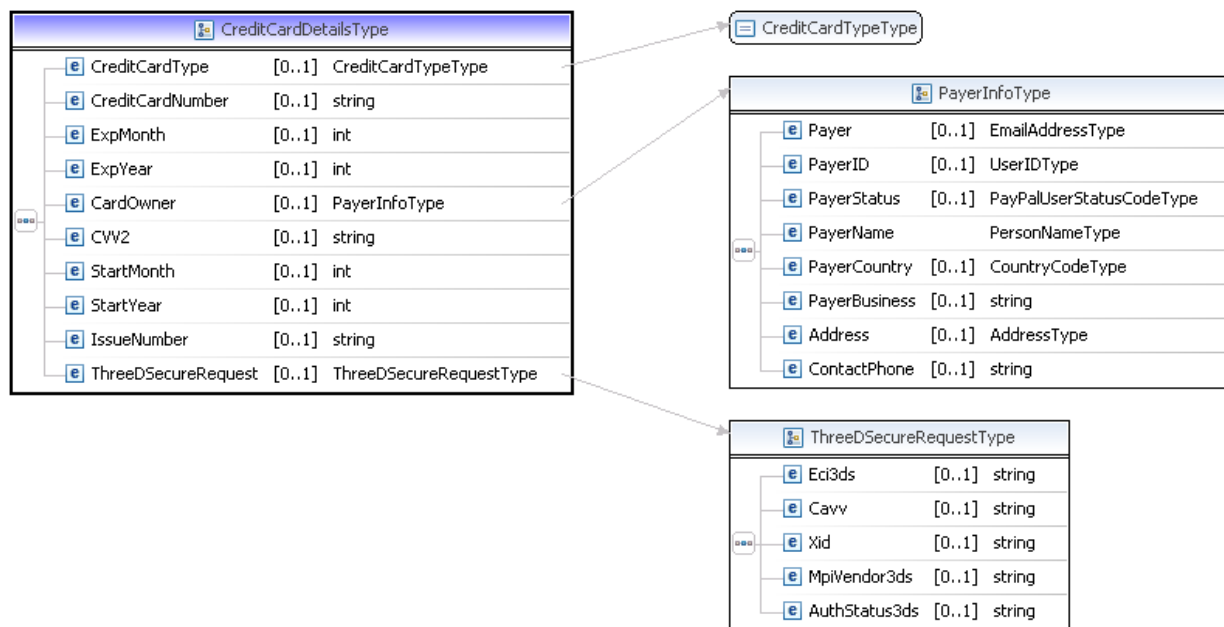 CreditCardDetailsType
CreditCardType [0..1] CreditCardTypeType
CreditCardNumber [0..1] string
ExpMonth [0..1] int
ExpYear [0..1] int
CardOwner [0..1] PayerInfoType
CVV2 [0..1] string
StartMonth [0..1] int
StartYear [0..1] int
IssueNumber [0..1] string
ThreeDSecureRequest [0..1] ThreeDSecureRequestType
CreditCardTypeType
PayerInfoType
Payer [0..1] EmailAddressType
PayerID [0..1] UserIDType
PayerStatus [0..1] PayPalUserStatusCodeType
PayerName PersonNameType
PayerCountry [0..1] CountryCodeType
PayerBusiness [0..1] string
Address [0..1] AddressType
ContactPhone [0..1] string
ThreeDSecureRequestType
Eci3ds [0..1] string
Cavv [0..1] string
Xid [0..1] string
MpiVendor3ds [0..1] string
AuthStatus3ds [0..1] string